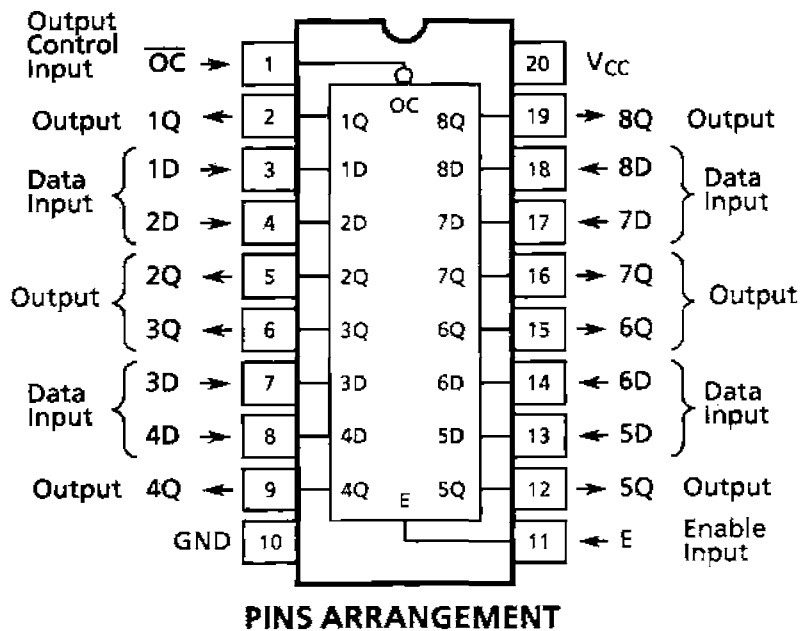 Output
Control
Input
OC → 1 20 VCC
Output 1Q ← 2 1Q OC 8Q 19 → 8Q Output
Data
Input
1D → 3 1D 8D 18 ← 8D
Data
Input
2D → 4 2D 7D 17 ← 7D
Output
2Q ← 5 2Q 7Q 16 → 7Q
Output
3Q ← 6 3Q 6Q 15 → 6Q
Data
Input
3D → 7 3D 6D 14 ← 6D
Data
Input
4D → 8 4D 5D 13 ← 5D
Output 4Q ← 9 4Q E 5Q 12 → 5Q Output
GND 10 11 ← E Enable
Input
PINS ARRANGEMENT